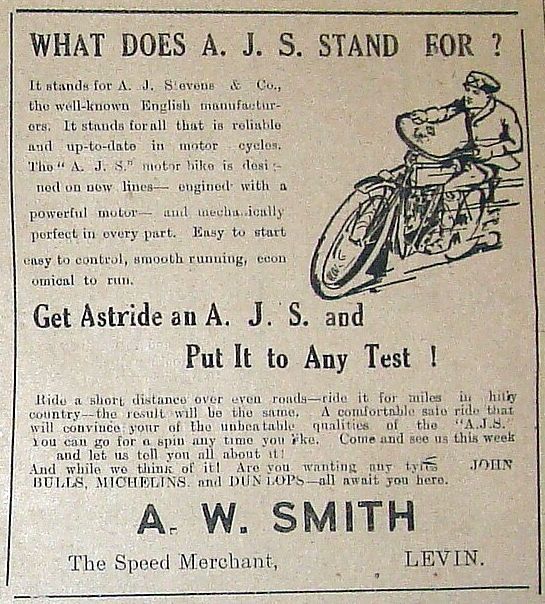 WHAT DOES A. J. S. STAND FOR ?
It stands for A. J. Stevens & Co.,
the well-known English manufactur-
ers. It stands for all that is reliable
and up-to-date in motor cycles.
The "A. J. S." motor bike is desi -
ned on new lines— engined with a
powerful motor— and mechanically
perfect in every part. Easy to start
easy to control, smooth running, econ
omical to run.
Get Astride an A. J. S. and
Put It to Any Test !
Ride a short distance over even roads—ride it for miles in hilly
country—the result will be the same. A comfortable safe ride that
will convince your of the unbeatable qualities of the "A.J.S."
You can go for a spin any time you like. Come and see us this week
and let us tell you all about it!
And while we think of it! Are you wanting any tyres JOHN
BULLS, MICHELINS. and DUNLOPS—all await you here.
A. W. SMITH
The Speed Merchant, LEVIN.